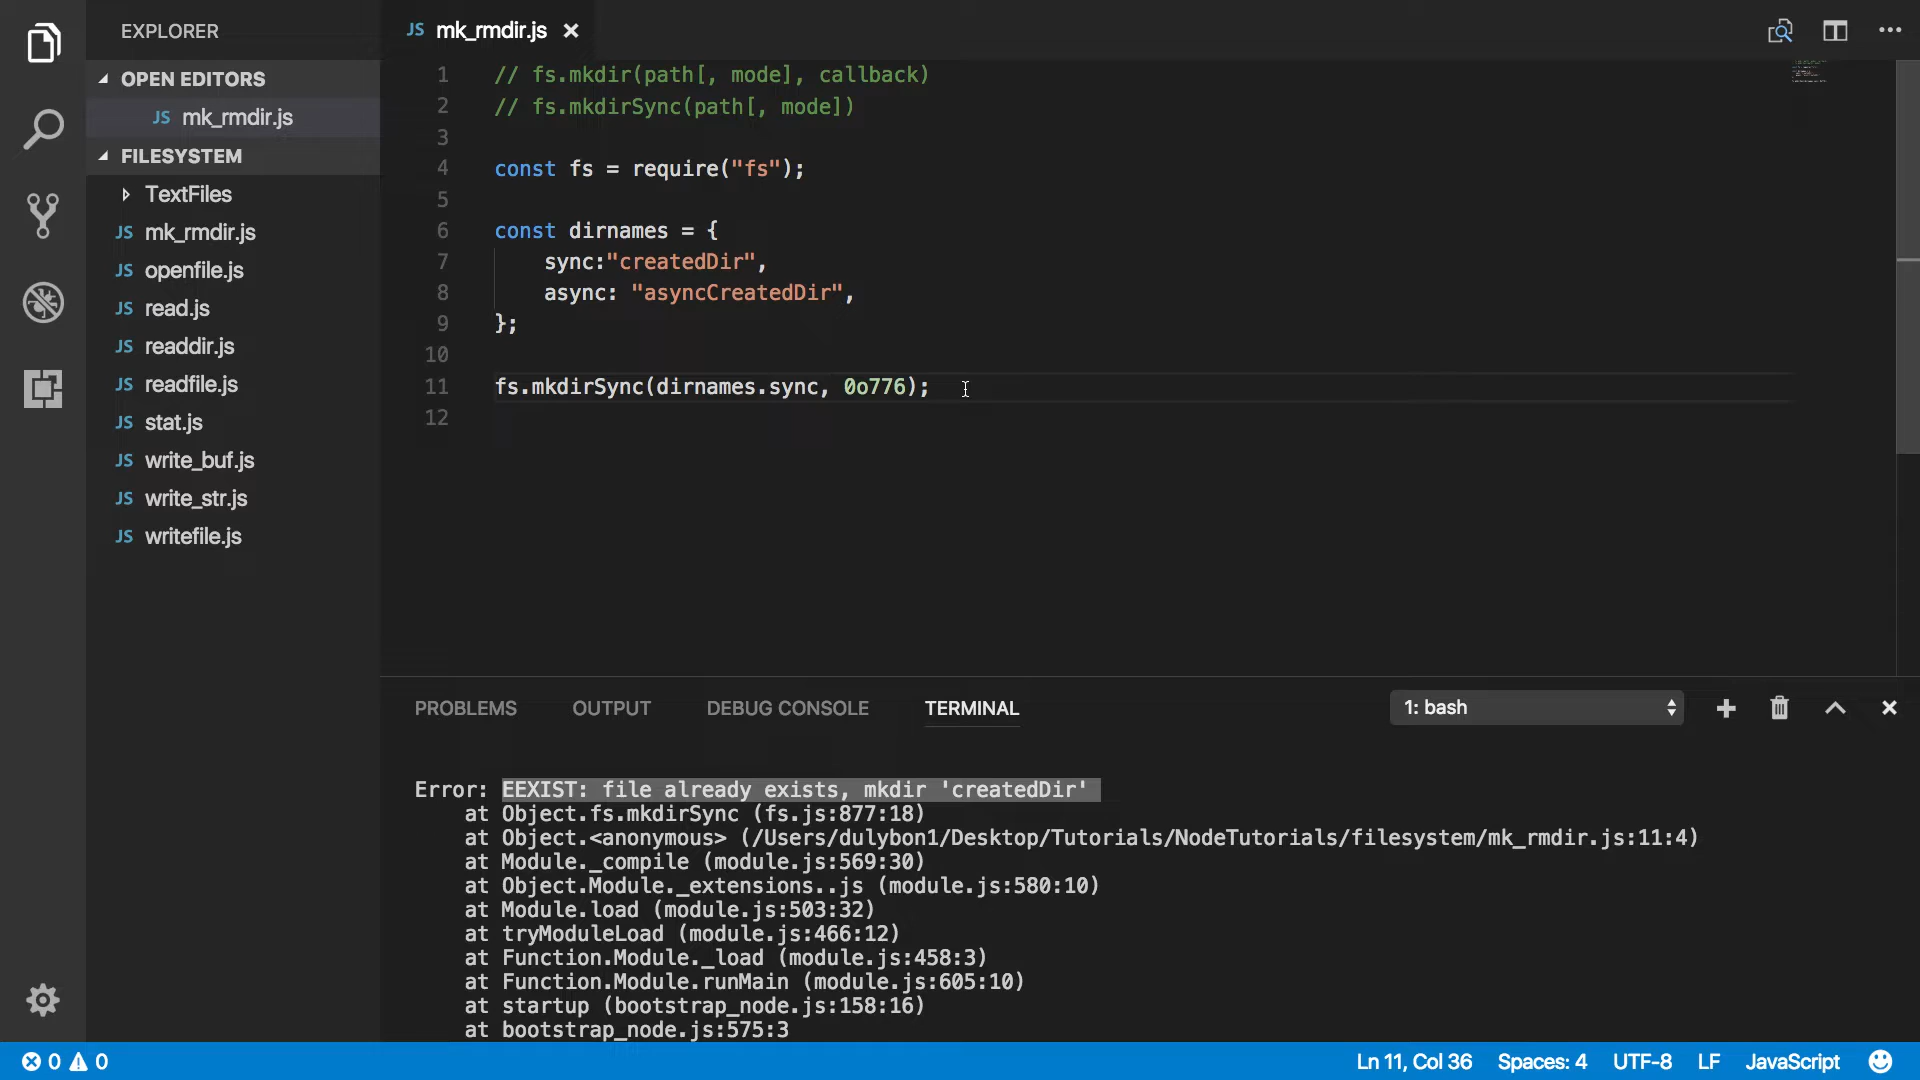 EXPLORER
OPEN EDITORS
JS mk_rmdir.js
FILESYSTEM
TextFiles
JS mk_rmdir.js
JS openfile.js
JS read.js
JS readdir.js
JS readfile.js
JS stat.js
JS write_buf.js
JS write_str.js
JS writefile.js
JS mk_rmdir.js
1 // fs.mkdir(path[, mode], callback)
2 // fs.mkdirSync(path[, mode])
3
4 const fs = require("fs");
5
6 const dirnames = {
7 sync:"createdDir",
8 async: "asyncCreatedDir",
9 };
10
11 fs.mkdirSync(dirnames.sync, 0o776);
12
PROBLEMS OUTPUT DEBUG CONSOLE TERMINAL 1: bash
Error: EEXIST: file already exists, mkdir 'createdDir'
at Object.fs.mkdirSync (fs.js:877:18)
at Object.<anonymous> (/Users/dulybon1/Desktop/Tutorials/NodeTutorials/filesystem/mk_rmdir.js:11:4)
at Module._compile (module.js:569:30)
at Object.Module._extensions..js (module.js:580:10)
at Module.load (module.js:503:32)
at tryModuleLoad (module.js:466:12)
at Function.Module._load (module.js:458:3)
at Function.Module.runMain (module.js:605:10)
at startup (bootstrap_node.js:158:16)
at bootstrap_node.js:575:3
0 0 Ln 11, Col 36 Spaces: 4 UTF-8 LF JavaScript